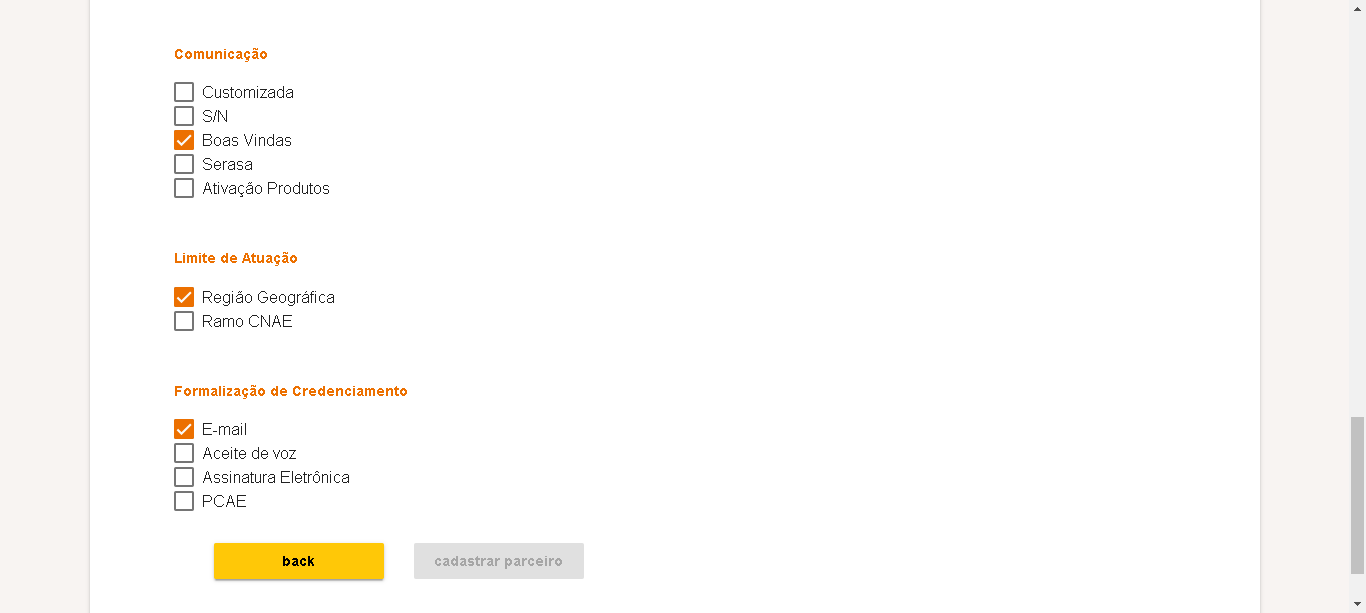 Comunicação
Customizada
S/N
Boas Vindas
Serasa
Ativação Produtos
Limite de Atuação
Região Geográfica
Ramo CNAE
Formalização de Credenciamento
E-mail
Aceite de voz
Assinatura Eletrônica
PCAE
back
cadastrar parceiro